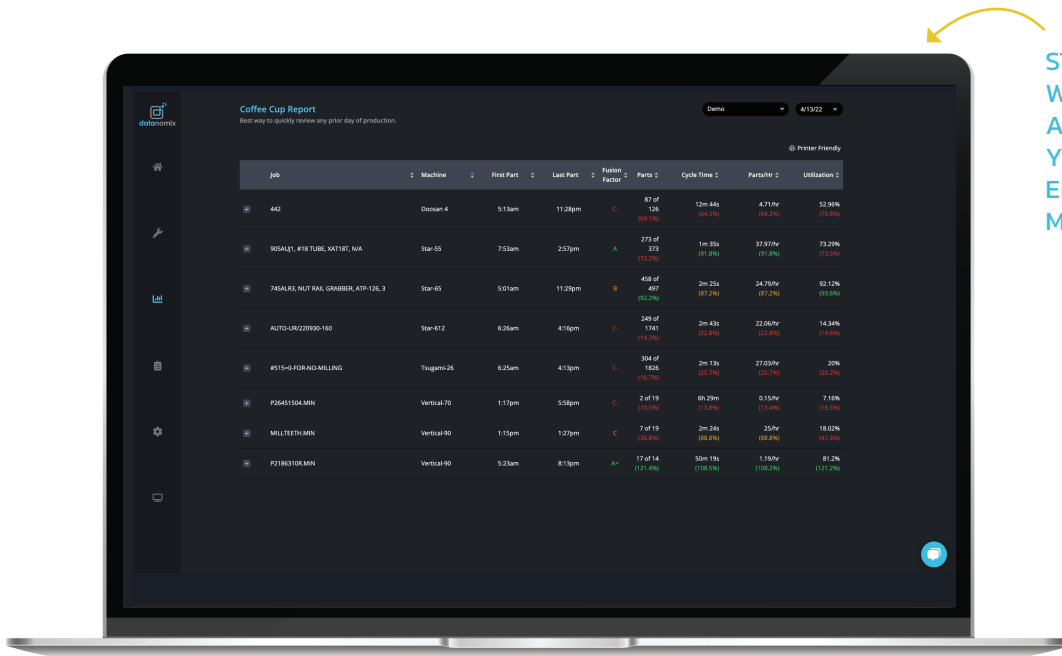 datanomix
Coffee Cup Report
Best way to quickly review any prior day of production.
Demo 4/13/22
Printer Friendly
Job Machine First Part Last Part Fusion Factor Parts Cycle Time Parts/Hr Utilization
442 Doosan 4 5:13am 11:28pm C- 87 of 126 (69.1%) 12m 44s (64.3%) 4.71/hr (64.3%) 52.96% (79.8%)
905AUJ1, #18 TUBE, XAT18T, N/A Star-55 7:53am 2:57pm A 273 of 373 (73.2%) 1m 35s (91.8%) 37.97/hr (91.8%) 73.29% (73.5%)
745ALR3, NUT RAIL GRABBER, ATP-126, 3 Star-65 5:01am 11:29pm B 458 of 497 (92.2%) 2m 25s (87.2%) 24.79/hr (87.2%) 92.12% (93.6%)
AUTO-UR/220930-160 Star-612 6:26am 4:16pm C- 249 of 1741 (14.3%) 2m 43s (22.8%) 22.06/hr (22.8%) 14.34% (14.6%)
#515=0-FOR-NO-MILLING Tsugami-26 6:25am 4:13pm C- 304 of 1826 (16.7%) 2m 13s (25.7%) 27.03/hr (25.7%) 20% (20.2%)
P26451504.MIN Vertical-70 1:17pm 5:58pm C- 2 of 19 (10.5%) 6h 29m (13.8%) 0.15/hr (13.4%) 7.16% (16.5%)
MILLTEETH.MIN Vertical-90 1:15pm 1:27pm C 7 of 19 (36.8%) 2m 24s (88.8%) 25/hr (88.8%) 18.02% (41.3%)
P2186310R.MIN Vertical-90 5:23am 8:13pm A+ 17 of 14 (121.4%) 50m 19s (108.5%) 1.19/hr (108.2%) 81.2% (121.2%)